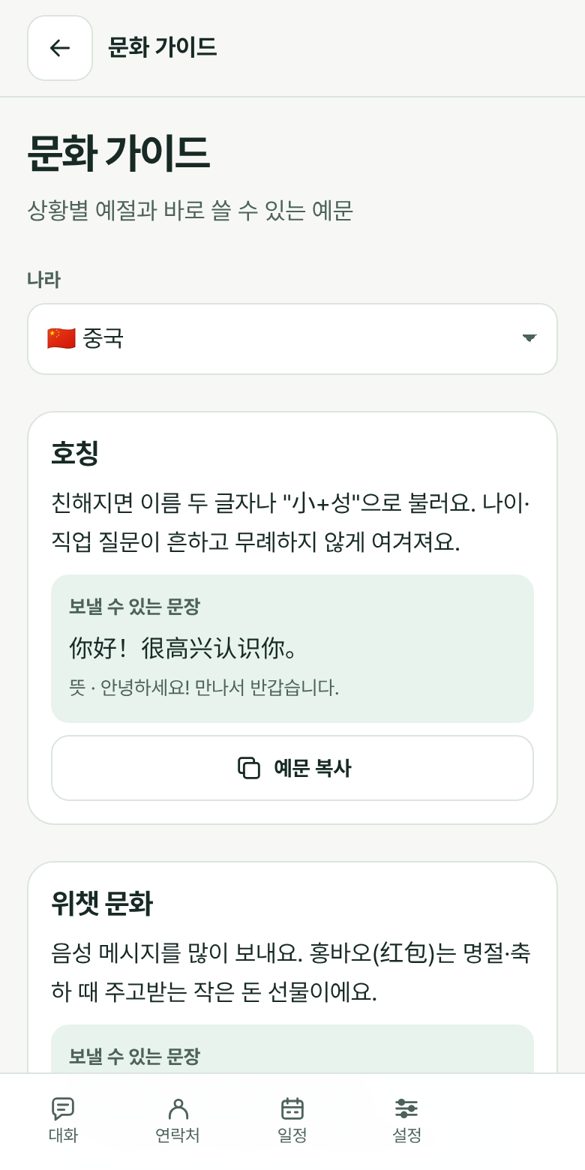 문화 가이드
문화 가이드
상황별 예절과 바로 쓸 수 있는 예문
나라
🇨🇳 중국
호칭
친해지면 이름 두 글자나 "小+성"으로 불러요. 나이·
직업 질문이 흔하고 무례하지 않게 여겨져요.
보낼 수 있는 문장
你好！很高兴认识你。
뜻 · 안녕하세요! 만나서 반갑습니다.
예문 복사
위챗 문화
음성 메시지를 많이 보내요. 홍바오(红包)는 명절·축
하 때 주고받는 작은 돈 선물이에요.
보낼 수 있는 문장
대화
연락처
일정
설정